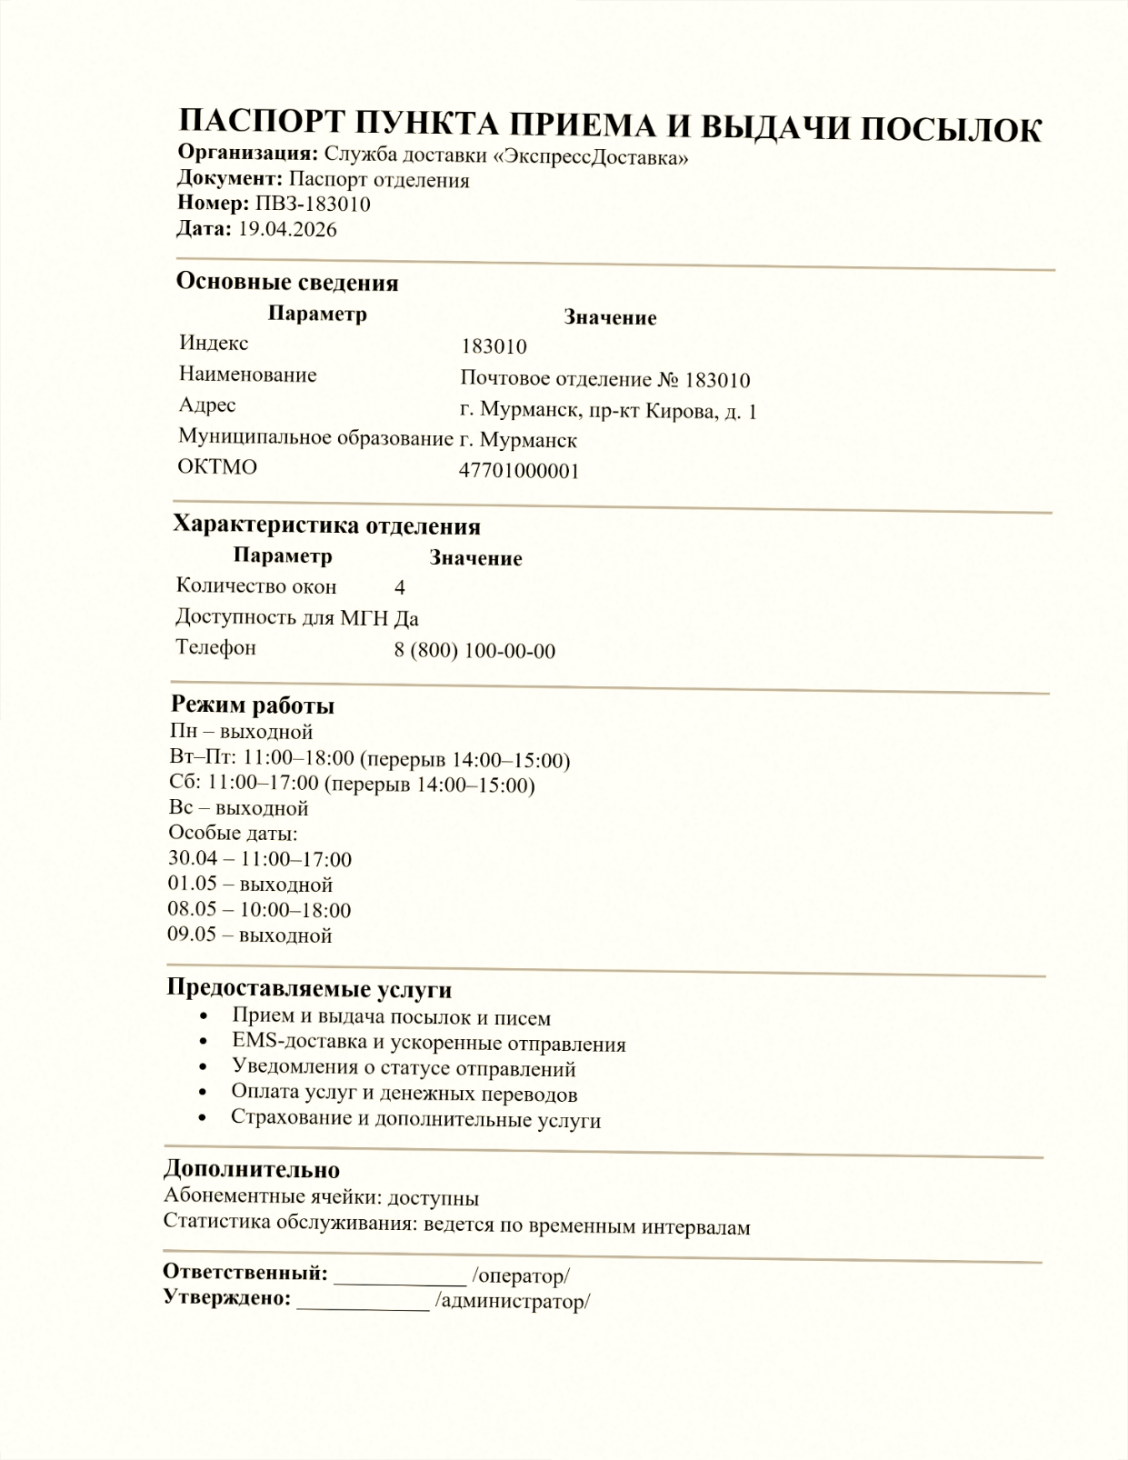 ПАСПОРТ ПУНКТА ПРИЕМА И ВЫДАЧИ ПОСЫЛОК
Организация: Служба доставки «ЭкспрессДоставка»
Документ: Паспорт отделения
Номер: ПВЗ-183010
Дата: 19.04.2026
Основные сведения
Параметр Значение
Индекс 183010
Наименование Почтовое отделение № 183010
Адрес г. Мурманск, пр-кт Кирова, д. 1
Муниципальное образование г. Мурманск
ОКТМО 47701000001
Характеристика отделения
Параметр Значение
Количество окон 4
Доступность для МГН Да
Телефон 8 (800) 100-00-00
Режим работы
Пн – выходной
Вт–Пт: 11:00–18:00 (перерыв 14:00–15:00)
Сб: 11:00–17:00 (перерыв 14:00–15:00)
Вс – выходной
Особые даты:
30.04 – 11:00–17:00
01.05 – выходной
08.05 – 10:00–18:00
09.05 – выходной
Предоставляемые услуги
• Прием и выдача посылок и писем
• EMS-доставка и ускоренные отправления
• Уведомления о статусе отправлений
• Оплата услуг и денежных переводов
• Страхование и дополнительные услуги
Дополнительно
Абонементные ячейки: доступны
Статистика обслуживания: ведется по временным интервалам
Ответственный: ____________ /оператор/
Утверждено: ____________ /администратор/